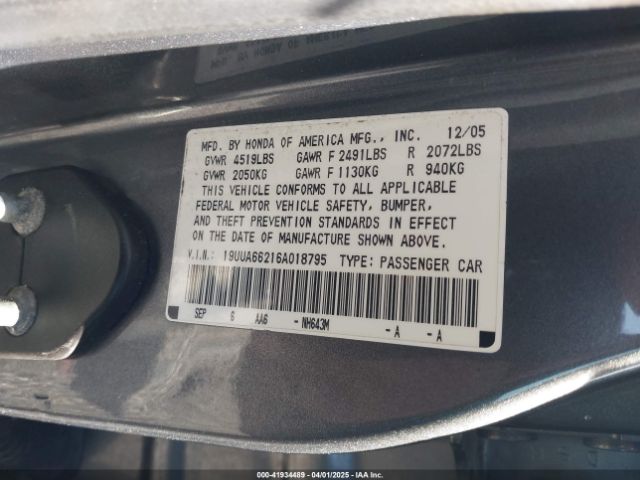 MFD. BY HONDA OF AMERICA MFG., INC. 12/05
GVWR 4519LBS GAWR F 2491LBS R 2072LBS
GVWR 2050KG GAWR F 1130KG R 940KG
THIS VEHICLE CONFORMS TO ALL APPLICABLE
FEDERAL MOTOR VEHICLE SAFETY, BUMPER,
AND THEFT PREVENTION STANDARDS IN EFFECT
ON THE DATE OF MANUFACTURE SHOWN ABOVE.
V.I.N.: 19UUA66216A018795 TYPE: PASSENGER CAR
SEP 6 AA6 -NH643M -A -A
000-41934489 - 04/01/2025 - IAAI.COM